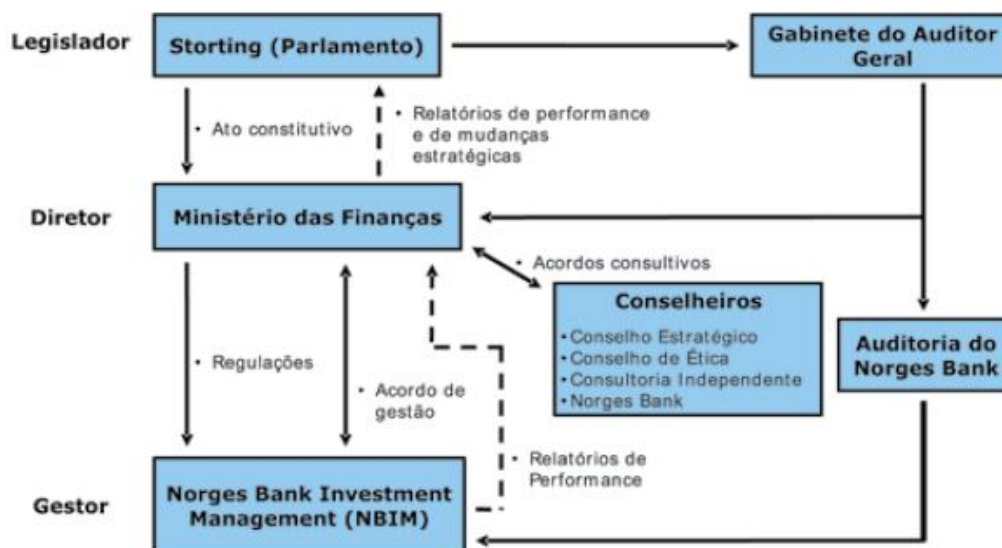 Legislador
Storting (Parlamento)
Gabinete do Auditor
Geral
• Ato constitutivo
• Relatórios de performance
e de mudanças
estratégicas
Diretor
Ministério das Finanças
• Acordos consultivos
Conselheiros
• Conselho Estratégico
• Conselho de Ética
• Consultoria Independente
• Norges Bank
Auditoria do
Norges Bank
• Regulações
• Acordo de
gestão
• Relatórios de
Performance
Gestor
Norges Bank Investment
Management (NBIM)